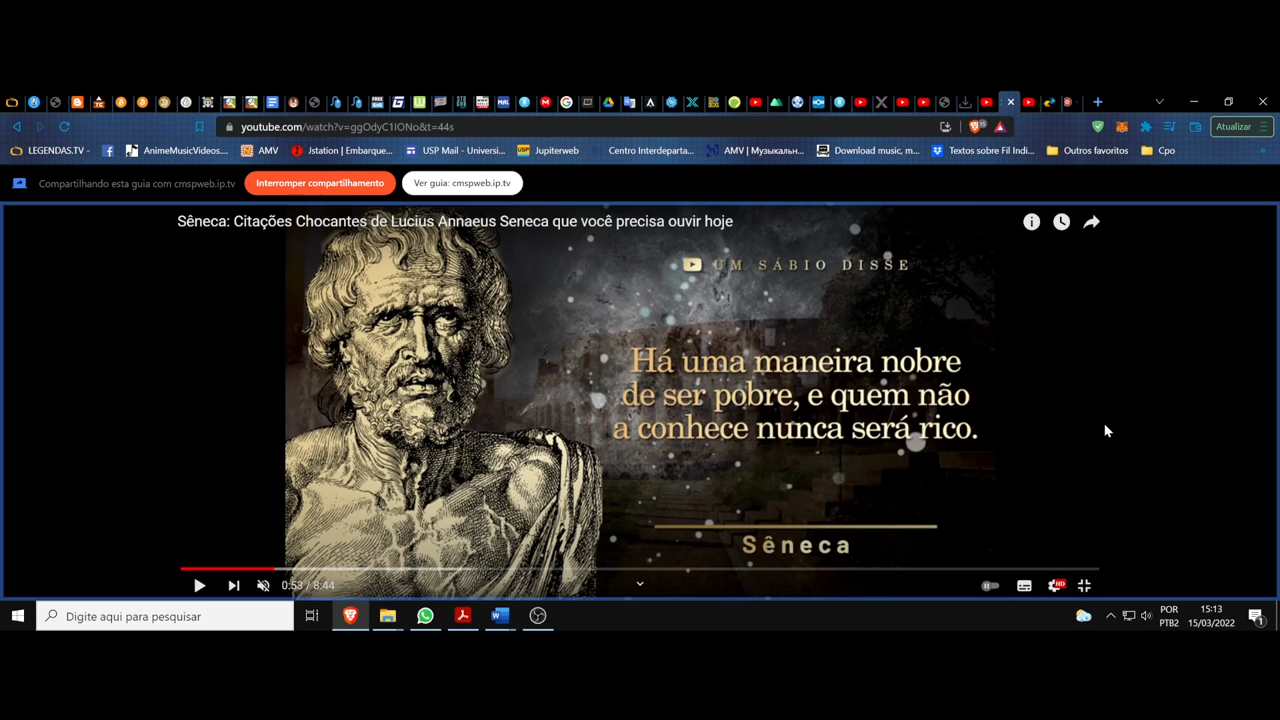 youtube.com/watch?v=ggOdyC1IONo&t=44s
Atualizar
LEGENDAS.TV
AnimeMusicVideos...
AMV
Jstation | Embarque...
USP Mail - Universi...
Jupiterweb
Centro Interdeparta...
AMV | Музыкальн...
Download music, m...
Textos sobre Fil Indi...
Outros favoritos
Cpo
Compartilhando esta guia com cmspweb.ip.tv
Interromper compartilhamento
Ver guia: cmspweb.ip.tv
Sêneca: Citações Chocantes de Lucius Annaeus Seneca que você precisa ouvir hoje
UM SÁBIO DISSE
Há uma maneira nobre
de ser pobre, e quem não
a conhece nunca será rico.
Sêneca
0:53 / 8:44
HD
Digite aqui para pesquisar
POR
PTB2
15:13
15/03/2022